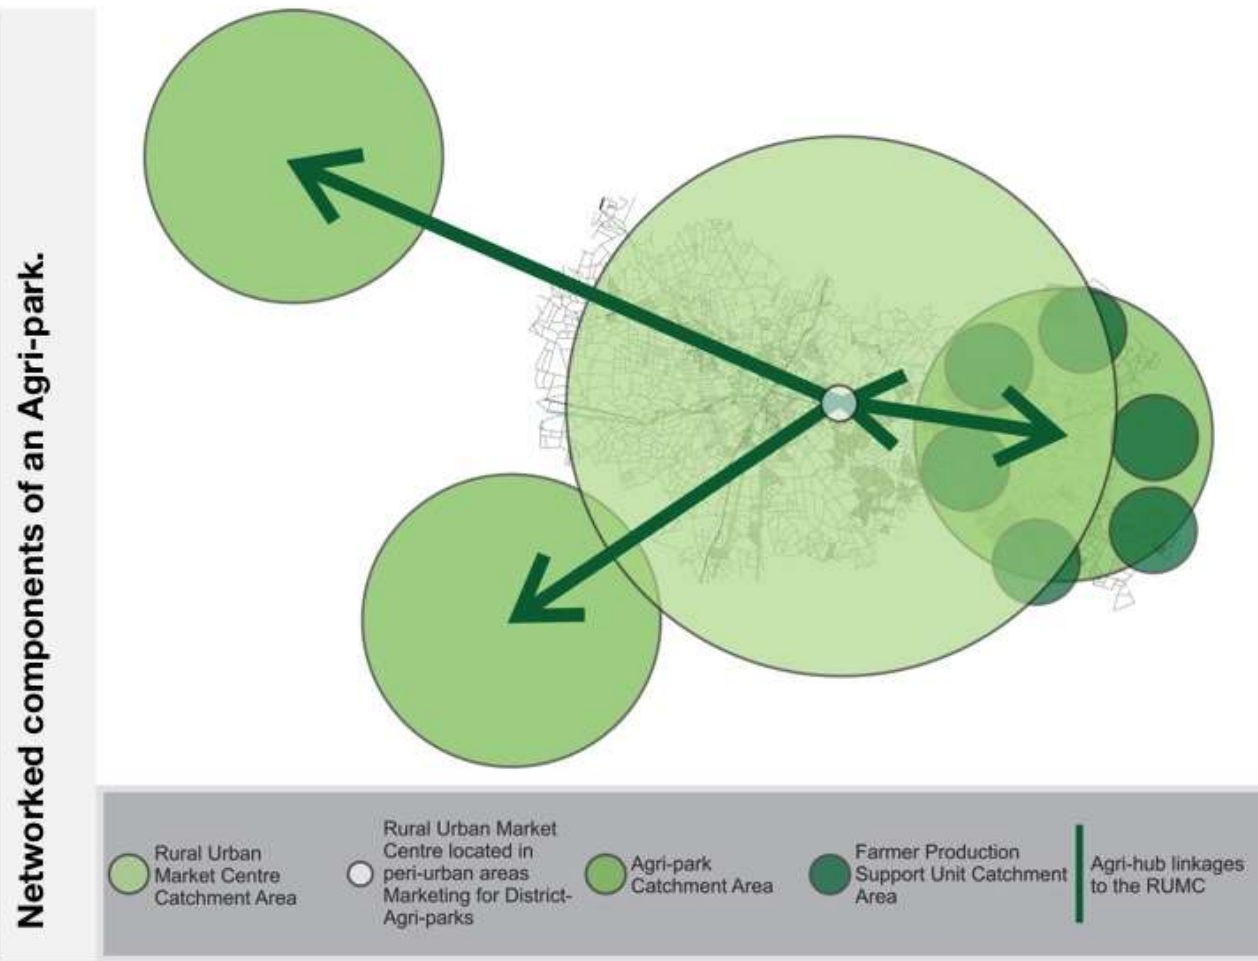 Networked components of an Agri-park.
Rural Urban
Market Centre
Catchment Area
Rural Urban Market
Centre located in
peri-urban areas
Marketing for District-
Agri-parks
Agri-park
Catchment Area
Farmer Production
Support Unit Catchment
Area
Agri-hub linkages
to the RUMC